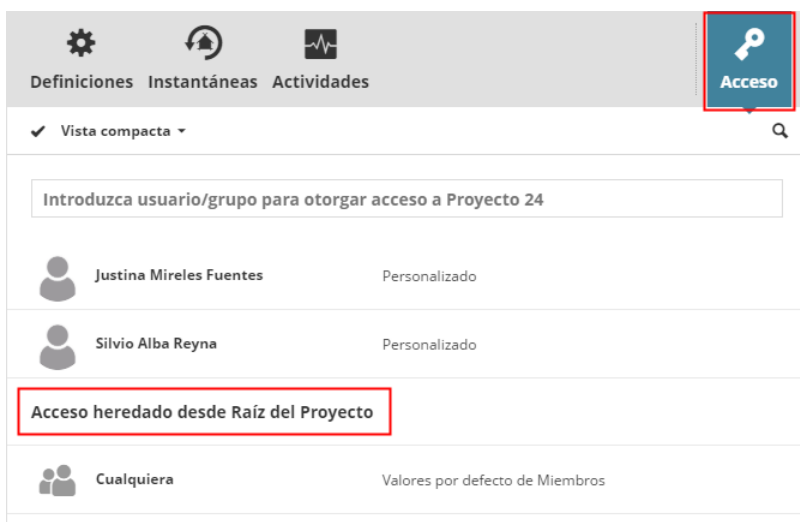 Definiciones Instantáneas Actividades Acceso
Vista compacta
Introduzca usuario/grupo para otorgar acceso a Proyecto 24
Justina Mireles Fuentes Personalizado
Silvio Alba Reyna Personalizado
Acceso heredado desde Raíz del Proyecto
Cualquiera Valores por defecto de Miembros